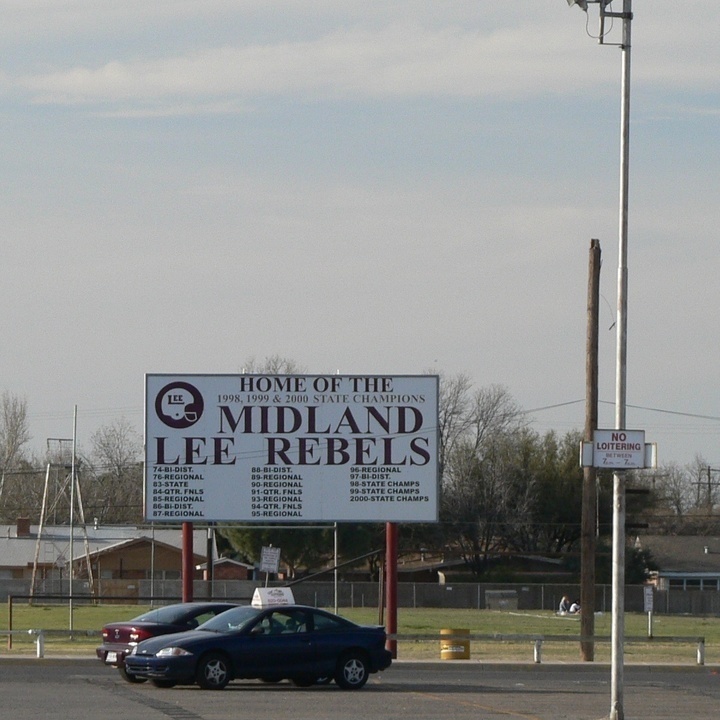 HOME OF THE
1998, 1999 & 2000 STATE CHAMPIONS
LEE
MIDLAND
LEE REBELS
74-BI-DIST.
76-REGIONAL
83-STATE
84-QTR. FNLS
85-REGIONAL
86-BI-DIST.
87-REGIONAL
88-BI-DIST.
89-REGIONAL
90-REGIONAL
91-QTR. FNLS
93-REGIONAL
94-QTR. FNLS
95-REGIONAL
96-REGIONAL
97-BI-DIST.
98-STATE CHAMPS
99-STATE CHAMPS
2000-STATE CHAMPS
NO
LOITERING
BETWEEN